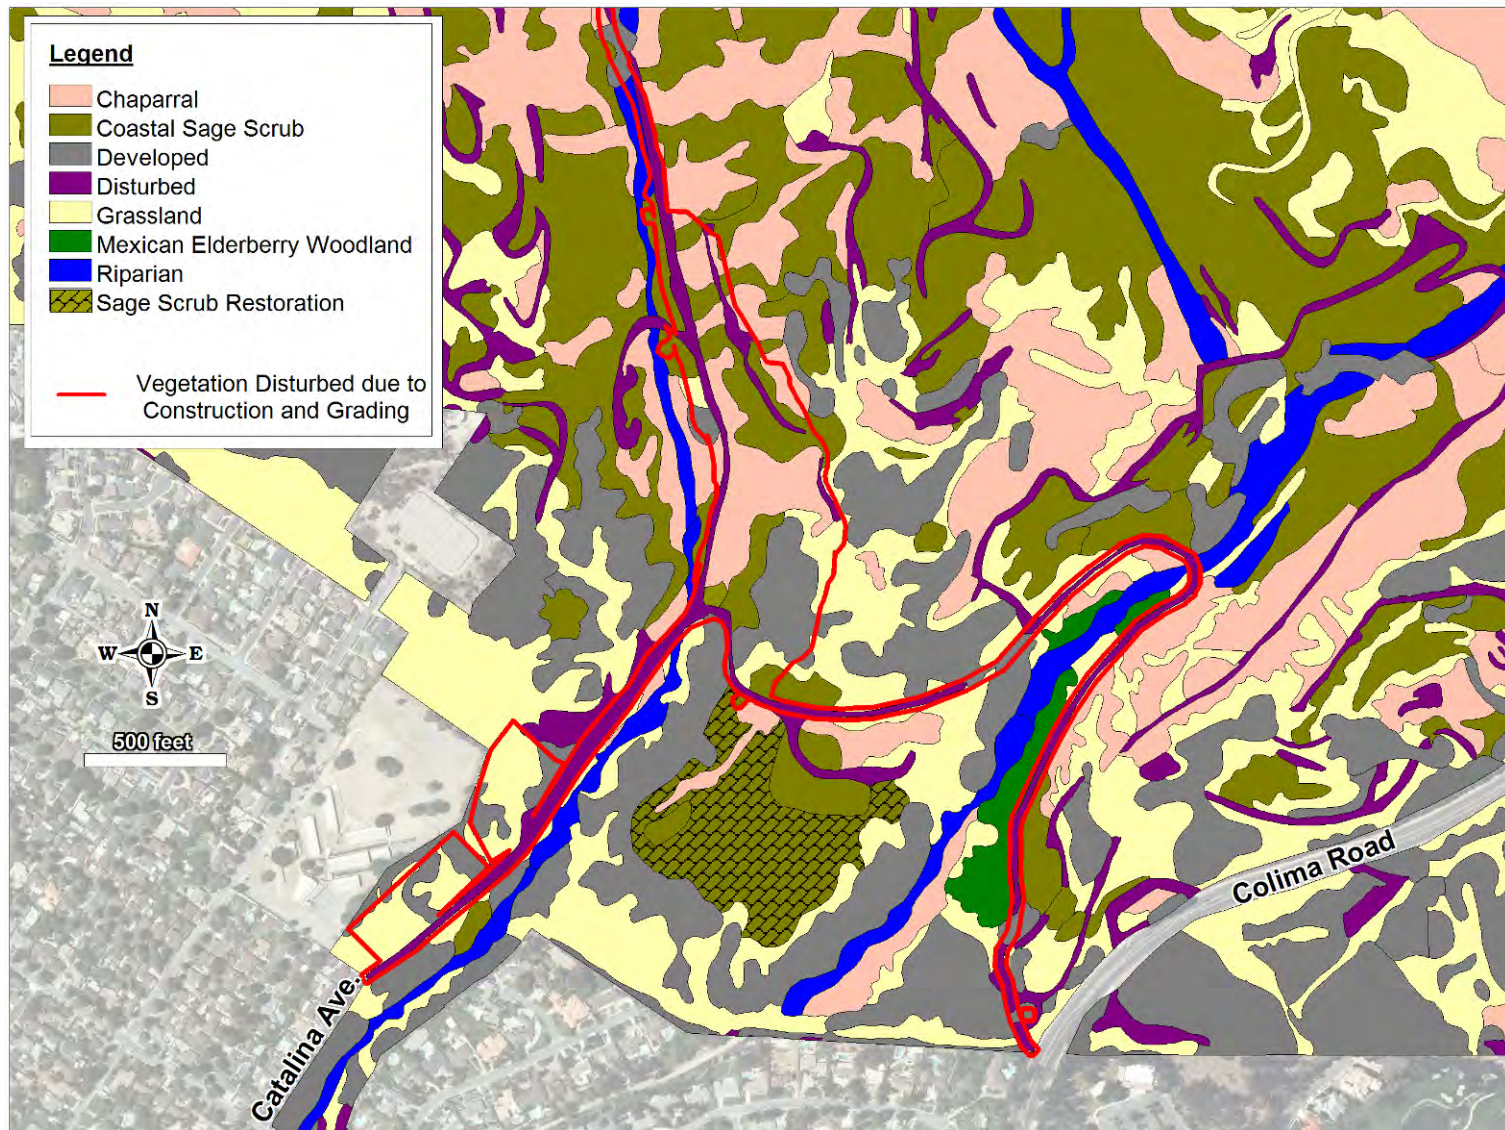 Legend
Chaparral
Coastal Sage Scrub
Developed
Disturbed
Grassland
Mexican Elderberry Woodland
Riparian
Sage Scrub Restoration
Vegetation Disturbed due to
Construction and Grading
N
W E
S
500 feet
Catalina Ave.
Colima Road